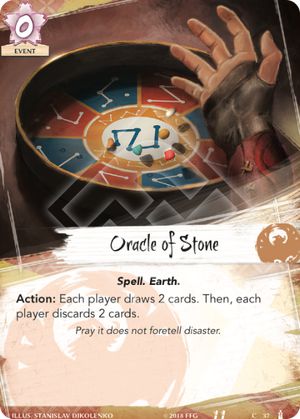 0
EVENT
Oracle of Stone
Spell. Earth.
Action: Each player draws 2 cards. Then, each
player discards 2 cards.
Pray it does not foretell disaster.
ILLUS: STANISLAV DIKOLENKO ©2018 FFG C 37